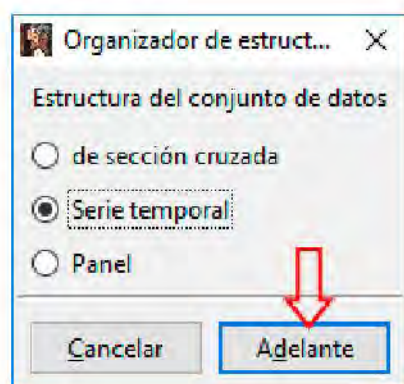 Organizador de estruct...
Estructura del conjunto de datos
de sección cruzada
Serie temporal
Panel
Cancelar Adelante